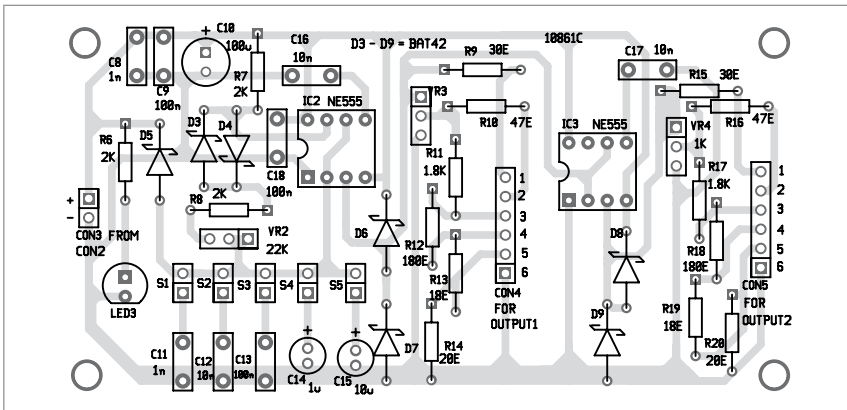 C10
100u
C8
1n
C9
100n
R7
2K
C16
10n
D3 - D9 = BAT42
R9
30E
10861C
C17
10n
R15
30E
IC2 NE555
VR3
R10
47E
IC3 NE555
R16
47E
VR4
1K
D5
D3
D4
R6
2K
C18
100n
R11
1.8K
R17
1.8K
R8
2K
VR2
22K
+
-
CON3 FROM
CON2
D6
R12
180E
R13
18E
1
2
3
4
5
6
CON4
FOR
OUTPUT1
D8
R18
180E
1
2
3
4
5
6
CON5
FOR
OUTPUT2
LED3
S1
S2
S3
S4
S5
C11
1n
C12
10n
C13
100n
C14
1u
C15
10u
D7
R14
20E
D9
R19
18E
R20
20E
+
+
+